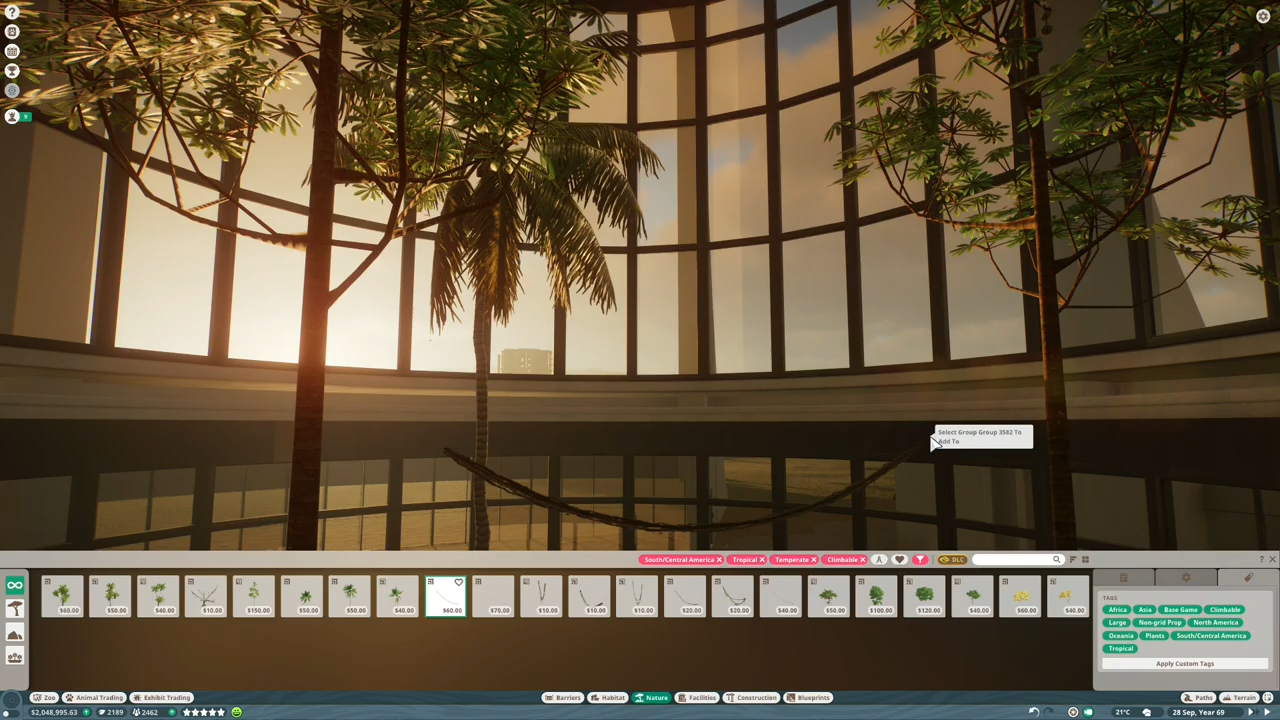 ?
9
Select Group Group 3582 To
Add To
South/Central America ×
Tropical ×
Temperate ×
Climbable ×
DLC
? ×
$60.00
$50.00
$40.00
$10.00
$150.00
$50.00
$50.00
$40.00
$60.00
$70.00
$10.00
$10.00
$10.00
$20.00
$20.00
$40.00
$50.00
$100.00
$120.00
$40.00
$60.00
$40.00
TAGS
Africa Asia Base Game Climbable
Large Non-grid Prop North America
Oceania Plants South/Central America
Tropical
Apply Custom Tags
Zoo Animal Trading Exhibit Trading Barriers Habitat Nature Facilities Construction Blueprints Paths Terrain
$2,048,995.63 2189 2462 21°C 28 Sep, Year 69